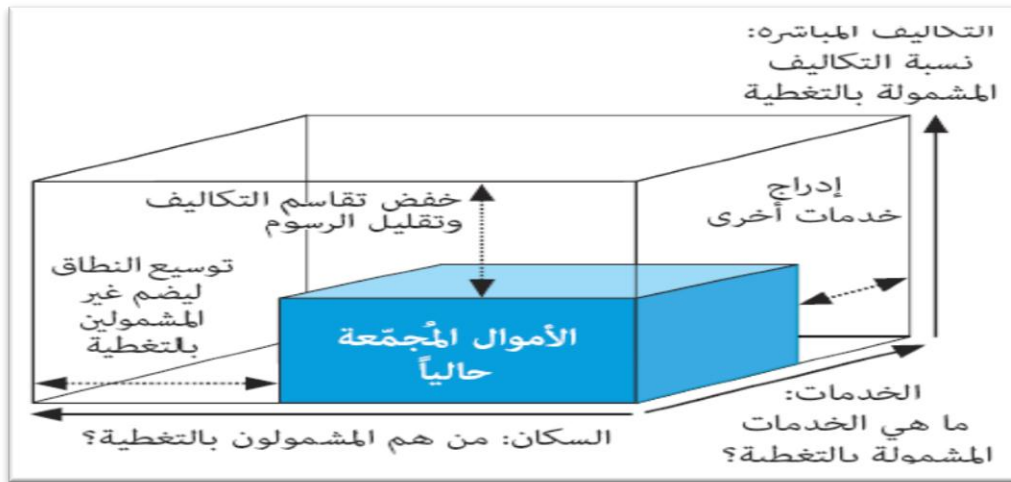 التكاليف المباشره:
نسبة التكاليف
المشمولة بالتغطية
خفض تقاسم التكاليف
وتقليل الرسوم
إدراج
خدمات أخرى
توسيع النطاق
ليضم غير
المشمولين
بالتغطية
الأموال المُجمّعة
حالياً
السكان: من هم المشمولون بالتغطية؟
الخدمات:
ما هي الخدمات
المشمولة بالتغطية؟